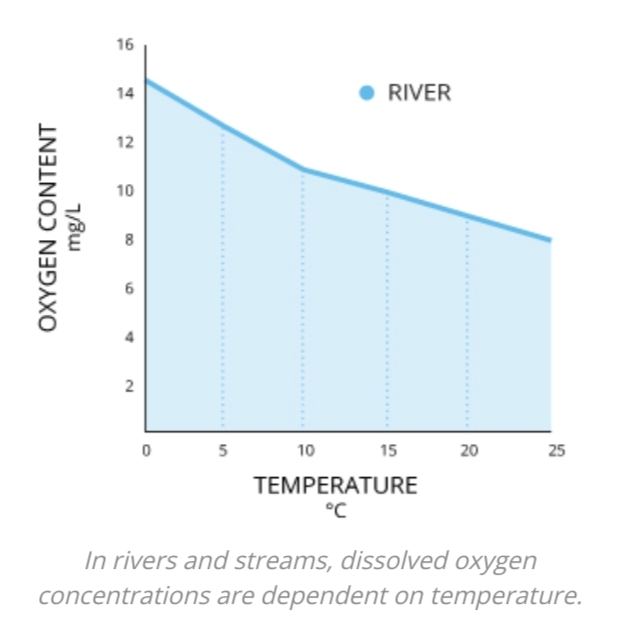 16
RIVER
14
12
10
8
6
4
2
OXYGEN CONTENT
mg/L
0 5 10 15 20 25
TEMPERATURE
°C
In rivers and streams, dissolved oxygen
concentrations are dependent on temperature.